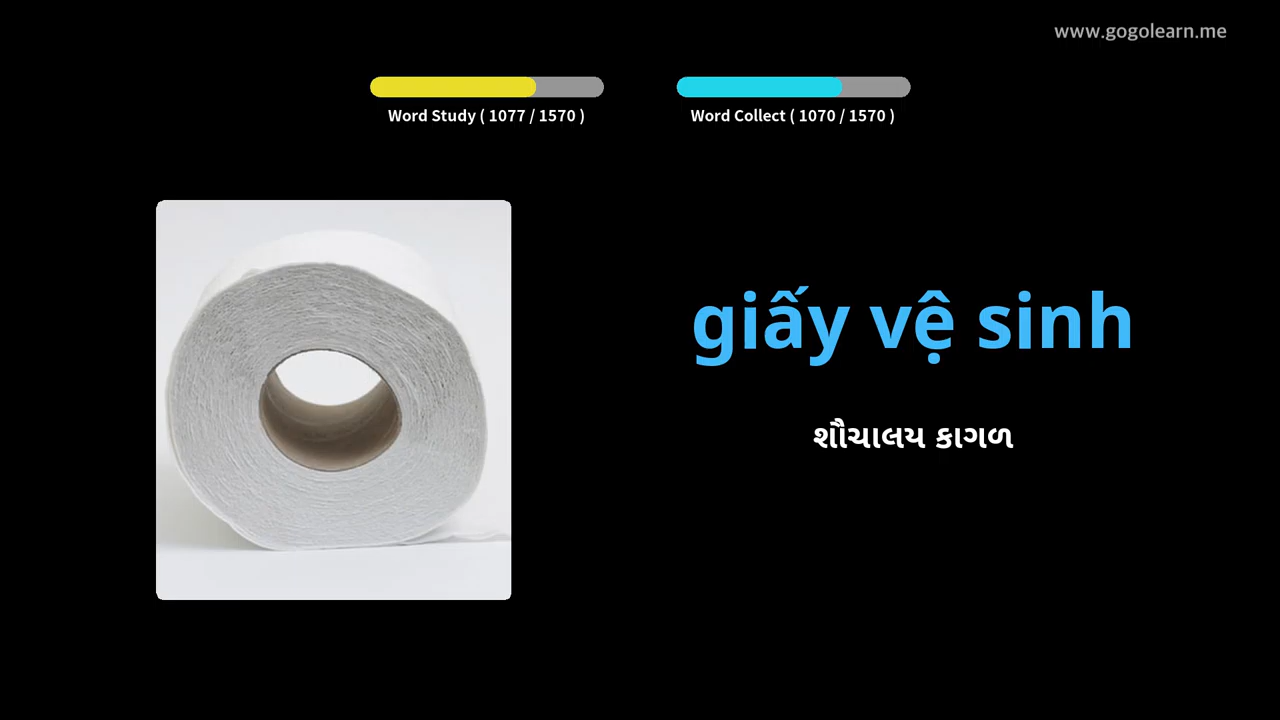 www.gogolearn.me
Word Study ( 1077 / 1570 )
Word Collect ( 1070 / 1570 )
giấy vệ sinh
શૌચાલય કાગળ